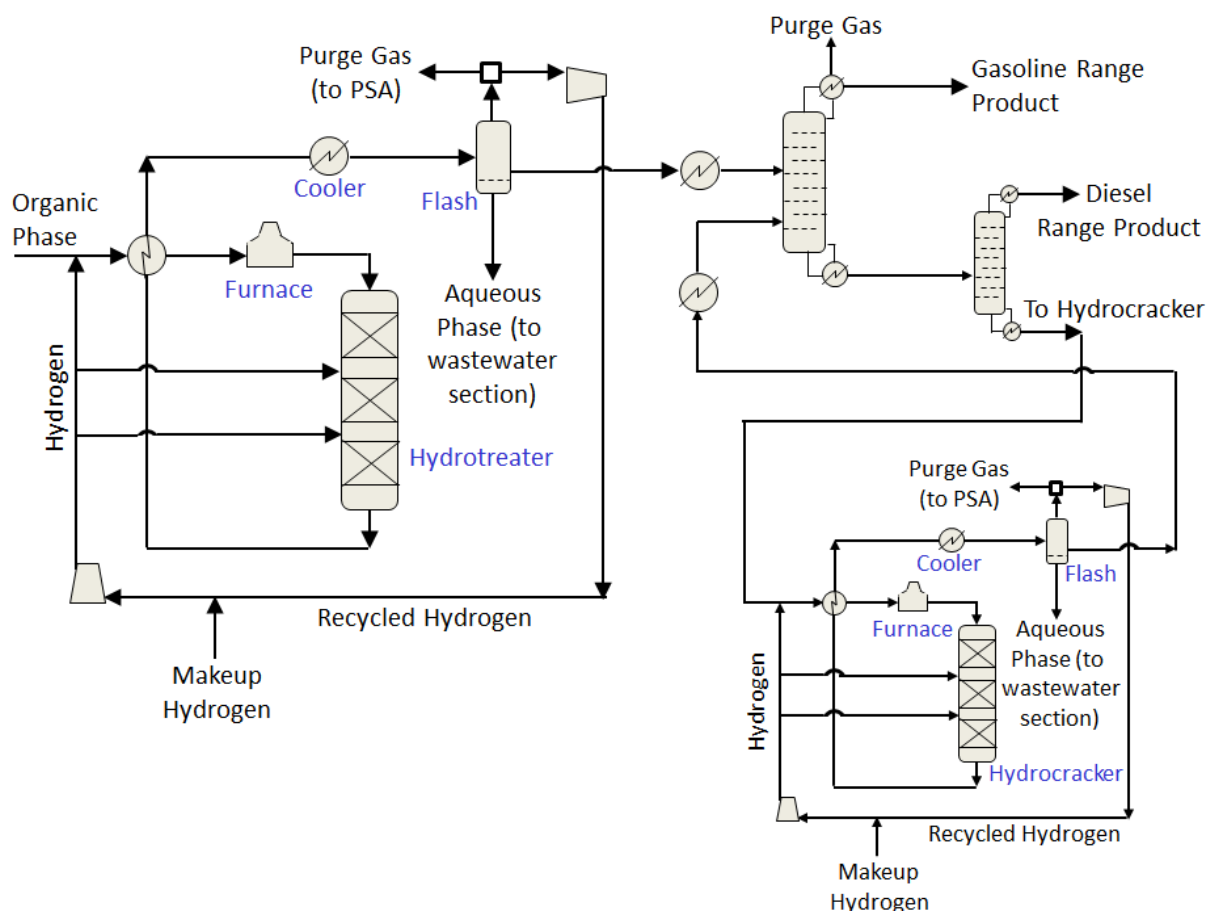 Purge Gas
(to PSA)
Purge Gas
Gasoline Range
Product
Organic
Phase
Cooler
Flash
Diesel
Range Product
Furnace
Aqueous
Phase (to
wastewater
section)
To Hydrocracker
Hydrogen
Hydrotreater
Recycled Hydrogen
Makeup
Hydrogen
Purge Gas
(to PSA)
Cooler
Flash
Furnace
Aqueous
Phase (to
wastewater
section)
Hydrogen
Hydrocracker
Recycled Hydrogen
Makeup
Hydrogen